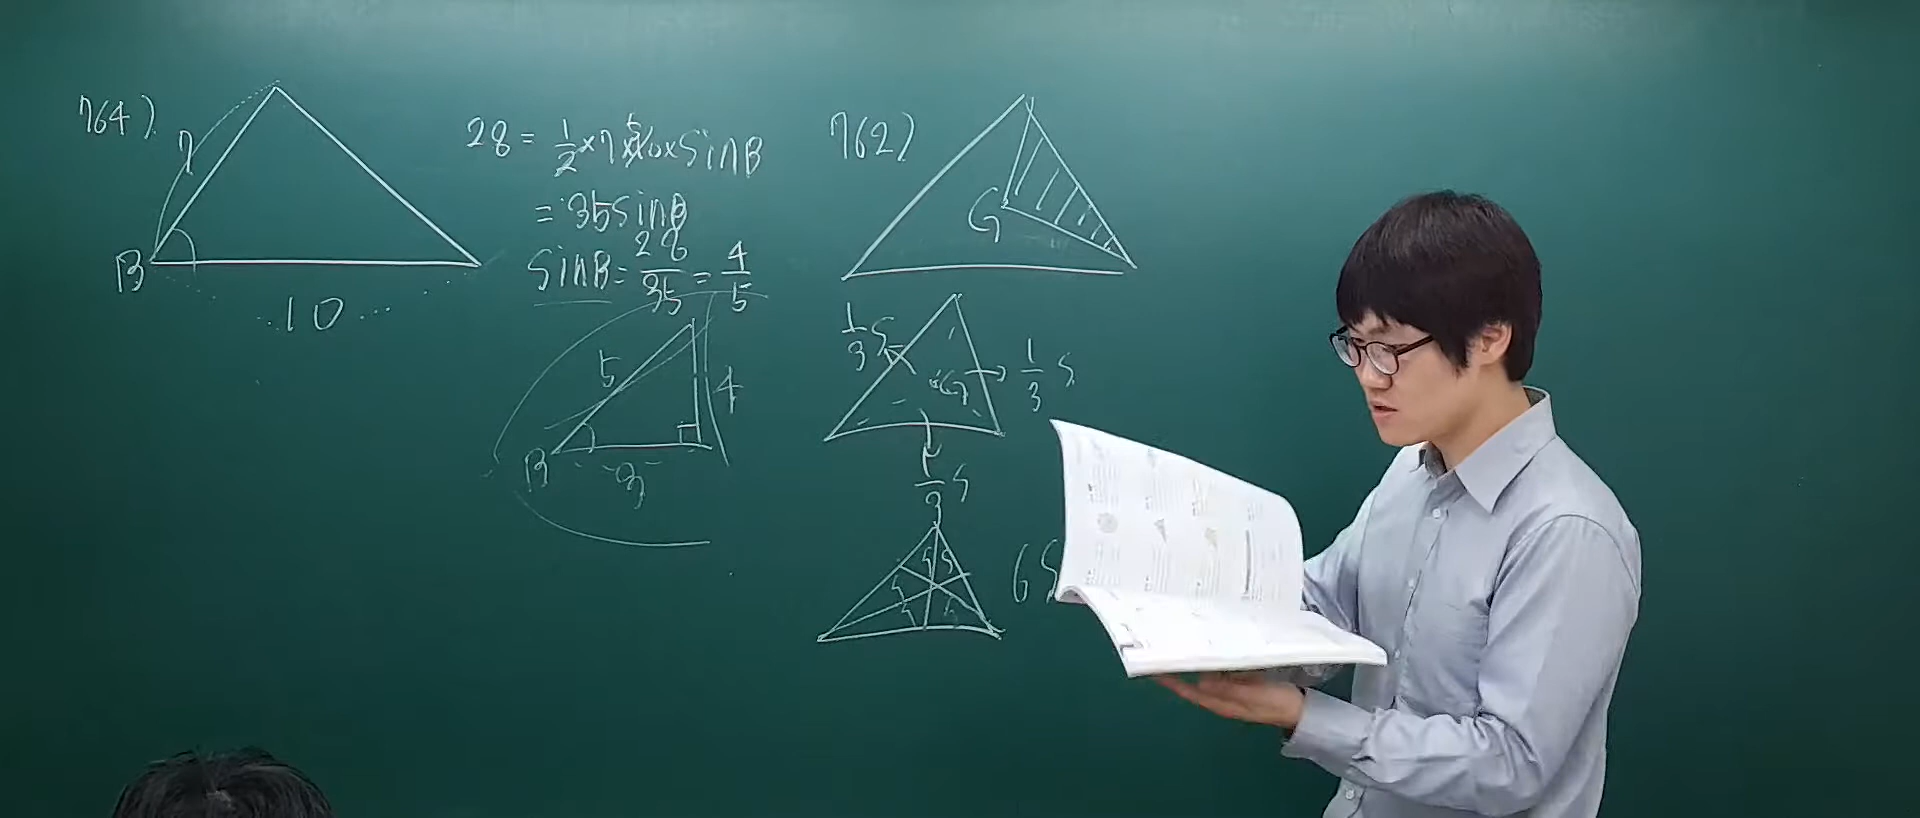 764)
7
B
10
28 = 1/2 × 7 × 10 × sinB
5
= 35sinB
sinB = 28/35 = 4/5
5
4
B
3
762)
G
1/3 S
G
1/3 S
1/3 S
S S
S
S
S
S
6S